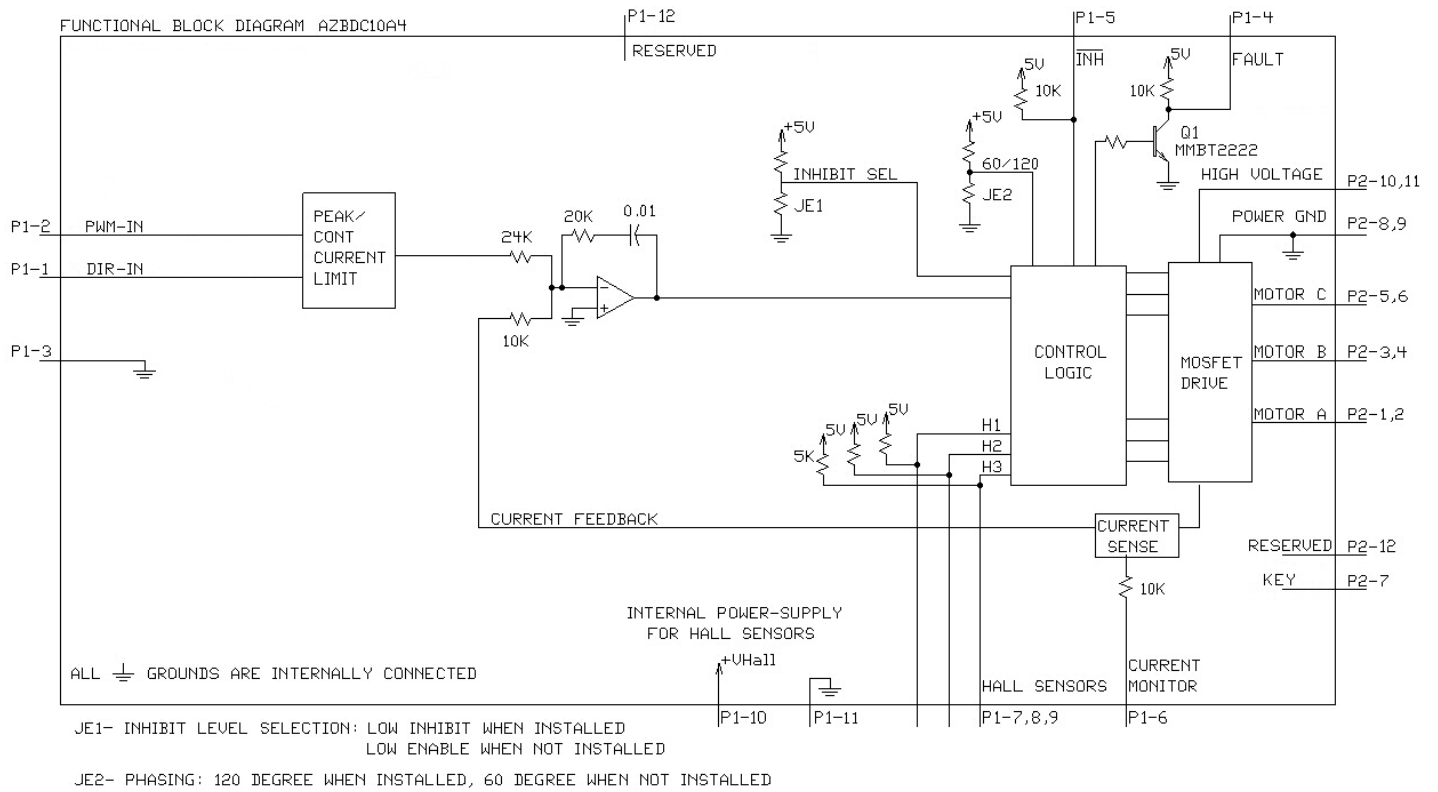 P1-12
P1-5
P1-4
FUNCTIONAL BLOCK DIAGRAM AZBDC10A4
RESERVED
INH
FAULT
5V
10K
5V
10K
+5V
+5V
Q1
MMBT2222
60/120
JE2
INHIBIT SEL
JE1
HIGH VOLTAGE
P2-10,11
POWER GND
P2-8,9
P1-2
PWM-IN
P1-1
DIR-IN
PEAK/
CONT
CURRENT
LIMIT
24K
20K
0.01
-
+
10K
P1-3
CONTROL
LOGIC
MOSFET
DRIVE
MOTOR C
P2-5,6
MOTOR B
P2-3,4
MOTOR A
P2-1,2
5V
5V
5V
5K
H1
H2
H3
CURRENT FEEDBACK
CURRENT
SENSE
RESERVED
P2-12
KEY
P2-7
10K
INTERNAL POWER-SUPPLY
FOR HALL SENSORS
+VHall
CURRENT
MONITOR
HALL SENSORS
ALL GROUNDS ARE INTERNALLY CONNECTED
P1-10
P1-11
P1-7,8,9
P1-6
JE1- INHIBIT LEVEL SELECTION: LOW INHIBIT WHEN INSTALLED
LOW ENABLE WHEN NOT INSTALLED
JE2- PHASING: 120 DEGREE WHEN INSTALLED, 60 DEGREE WHEN NOT INSTALLED